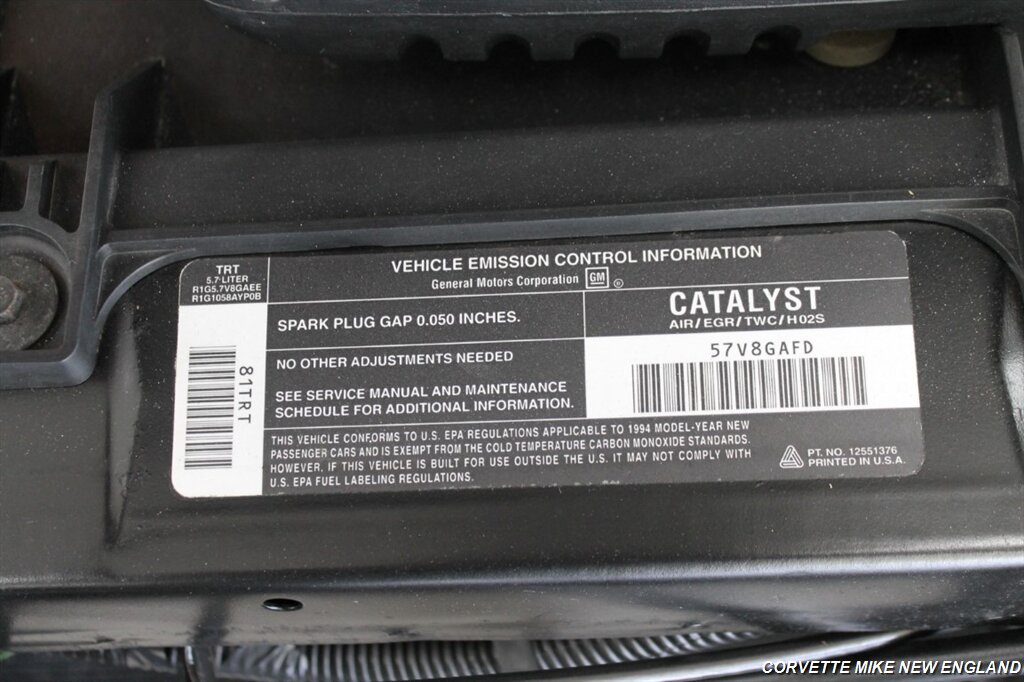 TRT
5.7 LITER
R1G5.7V8GAEE
R1G1058AYP0B
VEHICLE EMISSION CONTROL INFORMATION
General Motors Corporation GM ®
SPARK PLUG GAP 0.050 INCHES.
CATALYST
AIR/EGR/TWC/HO2S
NO OTHER ADJUSTMENTS NEEDED
SEE SERVICE MANUAL AND MAINTENANCE
SCHEDULE FOR ADDITIONAL INFORMATION.
57V8GAFD
81TRT
THIS VEHICLE CONFORMS TO U.S. EPA REGULATIONS APPLICABLE TO 1994 MODEL-YEAR NEW
PASSENGER CARS AND IS EXEMPT FROM THE COLD TEMPERATURE CARBON MONOXIDE STANDARDS.
HOWEVER, IF THIS VEHICLE IS BUILT FOR USE OUTSIDE THE U.S. IT MAY NOT COMPLY WITH
U.S. EPA FUEL LABELING REGULATIONS.
PT. NO. 12551376
PRINTED IN U.S.A.
CORVETTE MIKE NEW ENGLAND